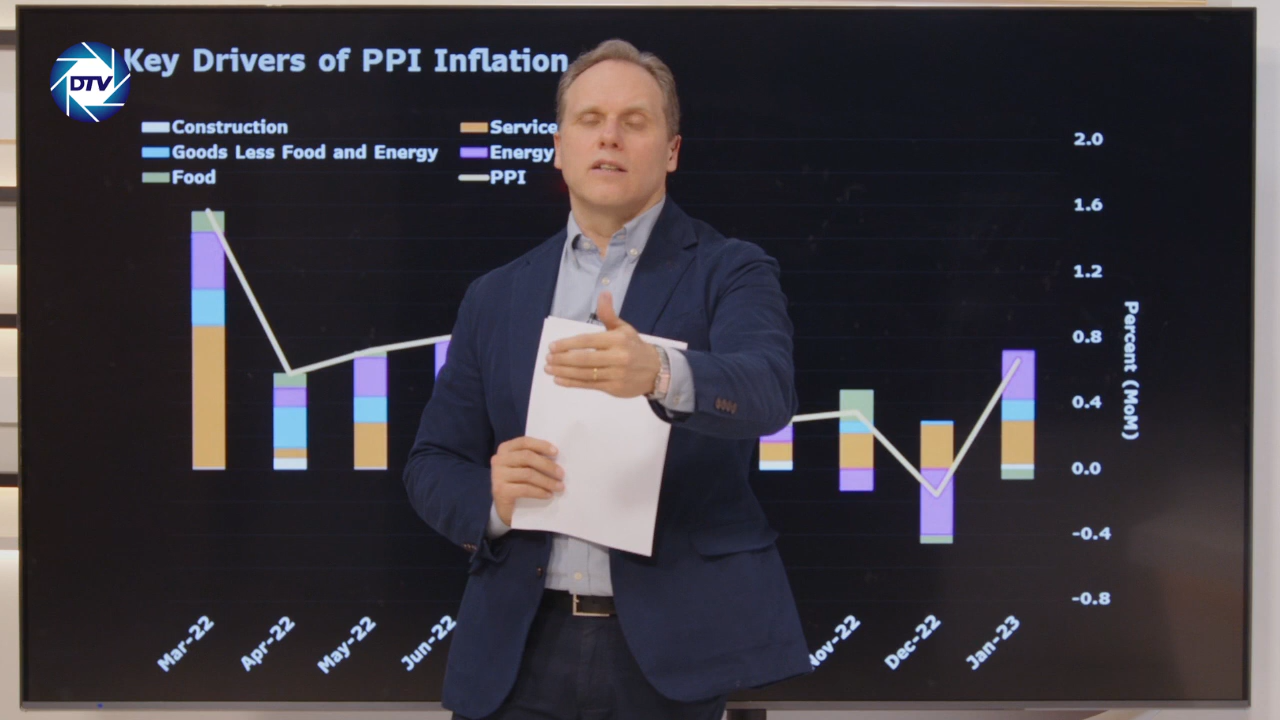 DTV
Key Drivers of PPI Inflation
Construction
Goods Less Food and Energy
Food
Service
Energy
PPI
2.0
1.6
1.2
0.8
0.4
0.0
-0.4
-0.8
Percent (MoM)
Mar-22
Apr-22
May-22
Jun-22
Nov-22
Dec-22
Jan-23